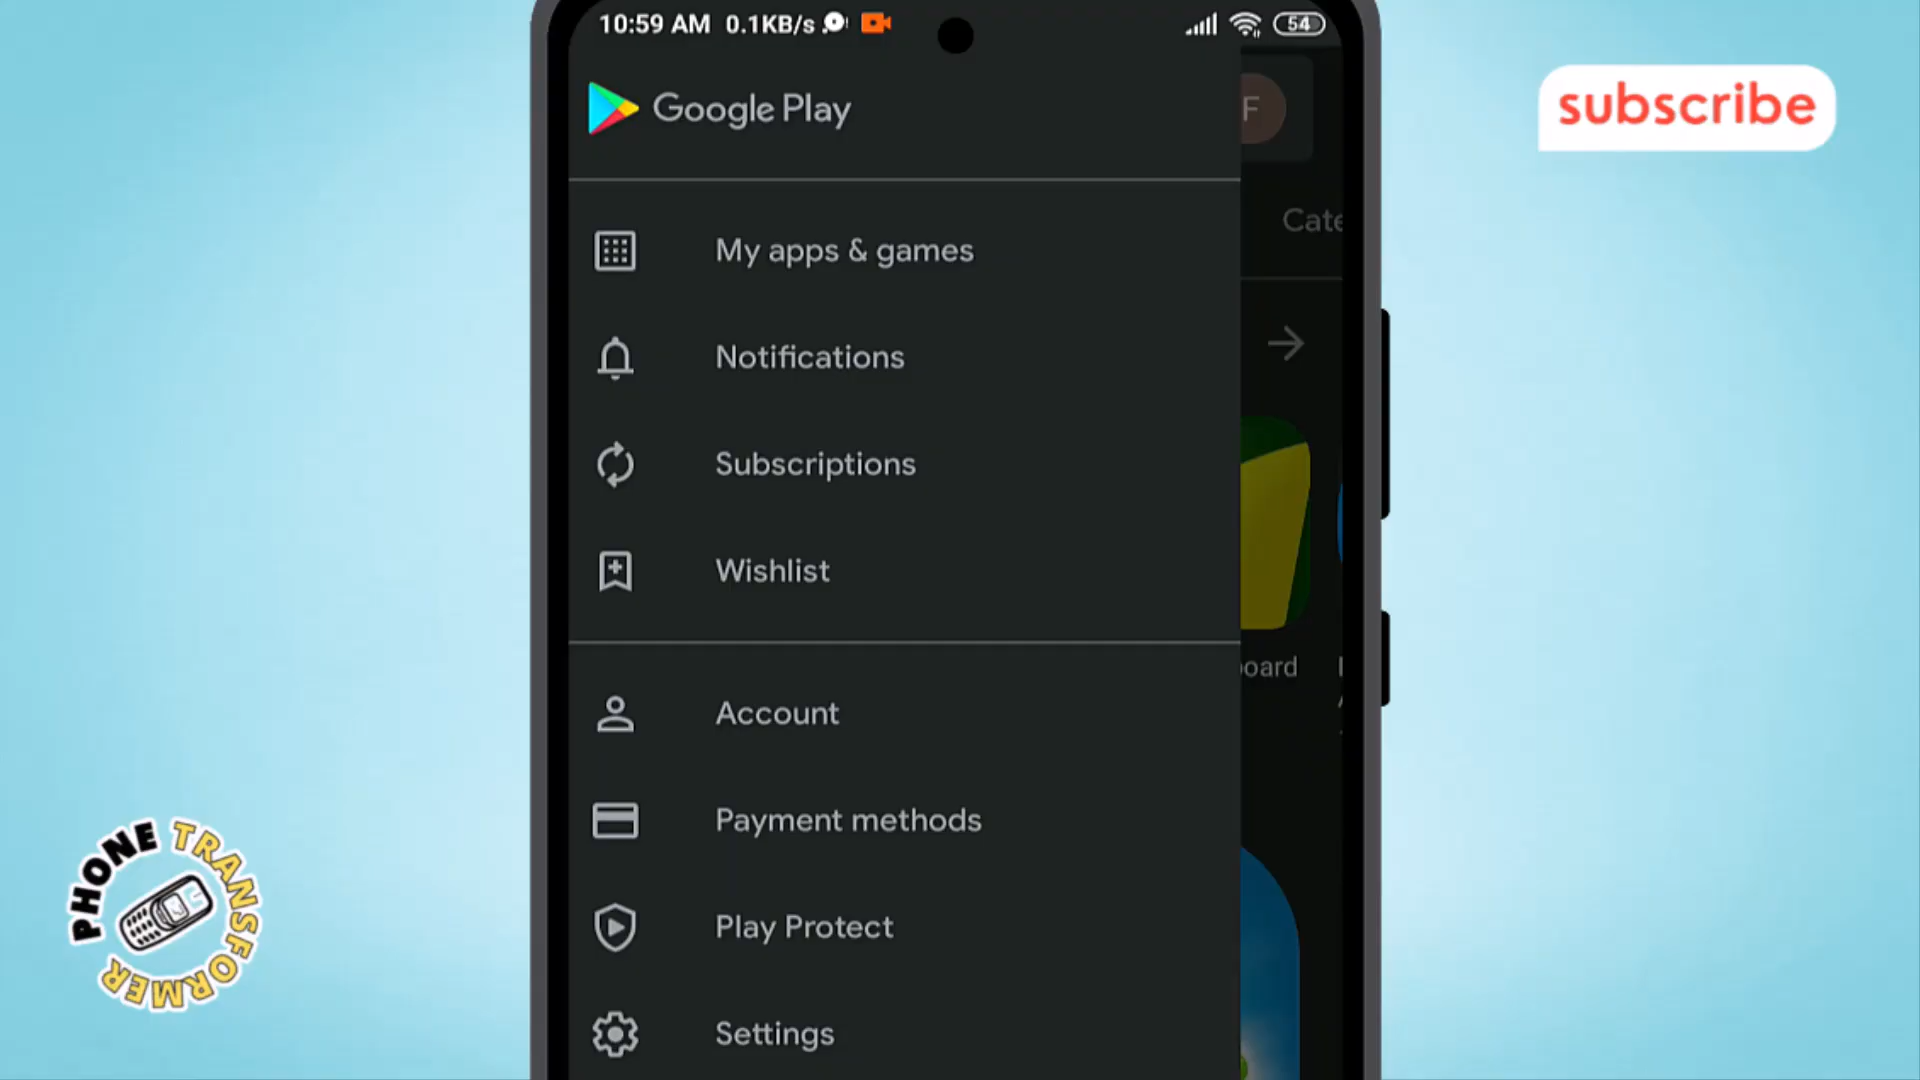 10:59 AM 0.1KB/s
54
Google Play
F
subscribe
Cate
My apps & games
Notifications
Subscriptions
Wishlist
board
Account
Payment methods
Play Protect
Settings
PHONE TRANSFORMER